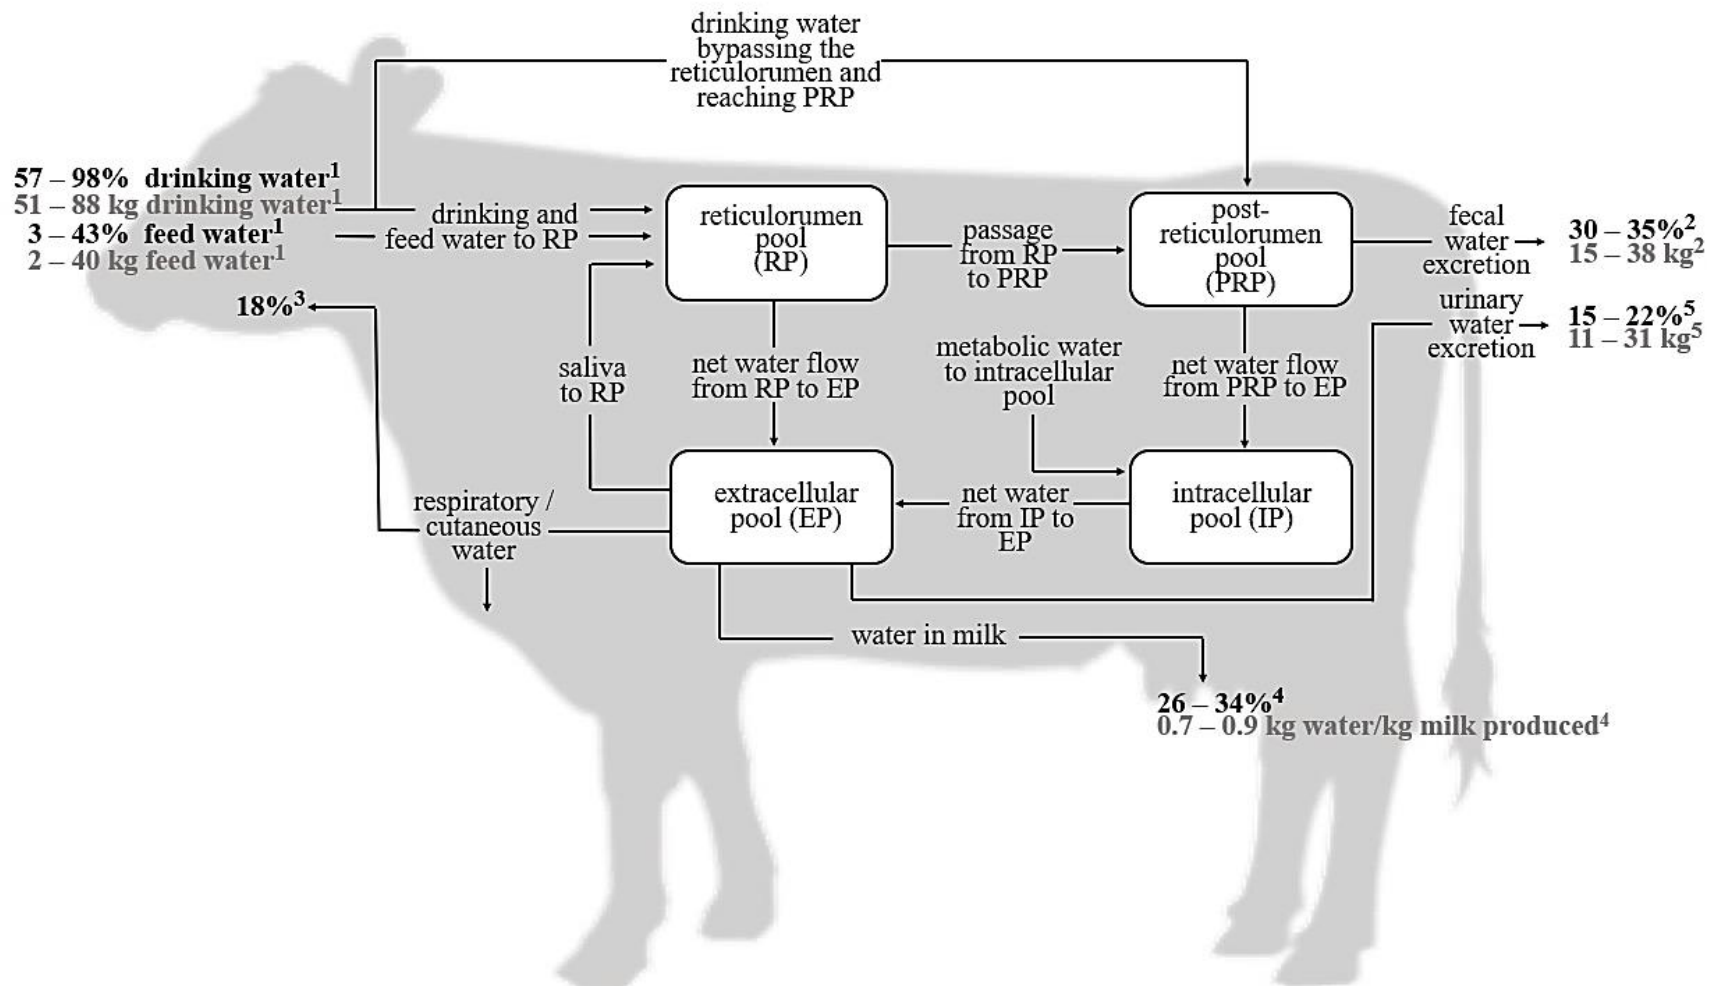 drinking water
bypassing the
reticulorumen and
reaching PRP
57 – 98% drinking water1
51 – 88 kg drinking water1
3 – 43% feed water1
2 – 40 kg feed water1
drinking and
feed water to RP
reticulorumen
pool
(RP)
passage
from RP
to PRP
post-
reticulorumen
pool
(PRP)
fecal
water
excretion
30 – 35%2
15 – 38 kg2
18%3
urinary
water
excretion
15 – 22%5
11 – 31 kg5
saliva
to RP
net water flow
from RP to EP
metabolic water
to intracellular
pool
net water flow
from PRP to EP
respiratory /
cutaneous
water
extracellular
pool (EP)
net water
from IP to
EP
intracellular
pool (IP)
water in milk
26 – 34%4
0.7 – 0.9 kg water/kg milk produced4